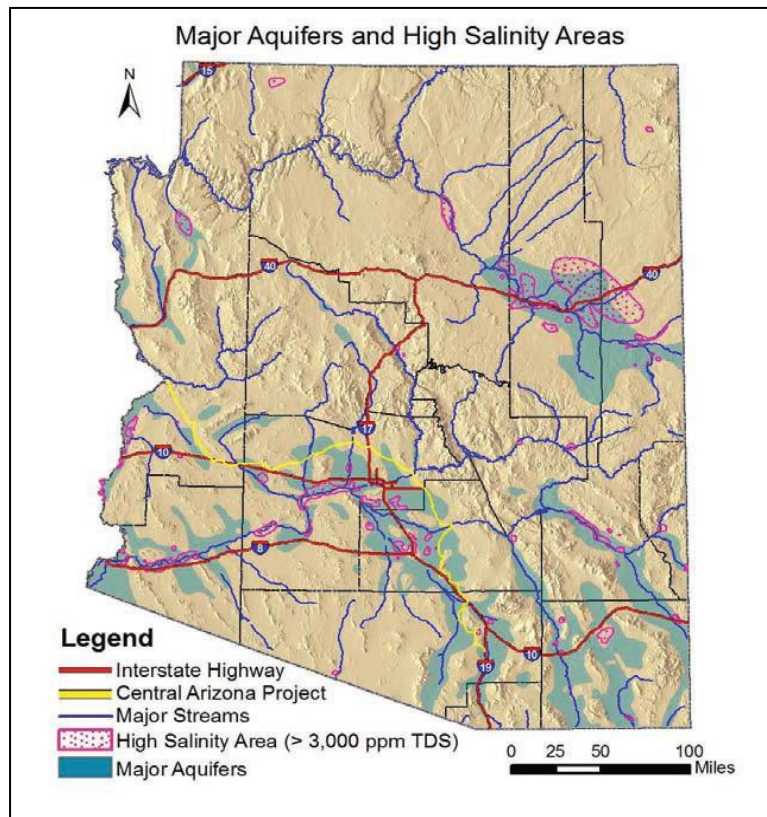 Major Aquifers and High Salinity Areas
N
15
40
40
17
10
8
10
19
Legend
Interstate Highway
Central Arizona Project
Major Streams
High Salinity Area (> 3,000 ppm TDS)
Major Aquifers
0 25 50 100
Miles